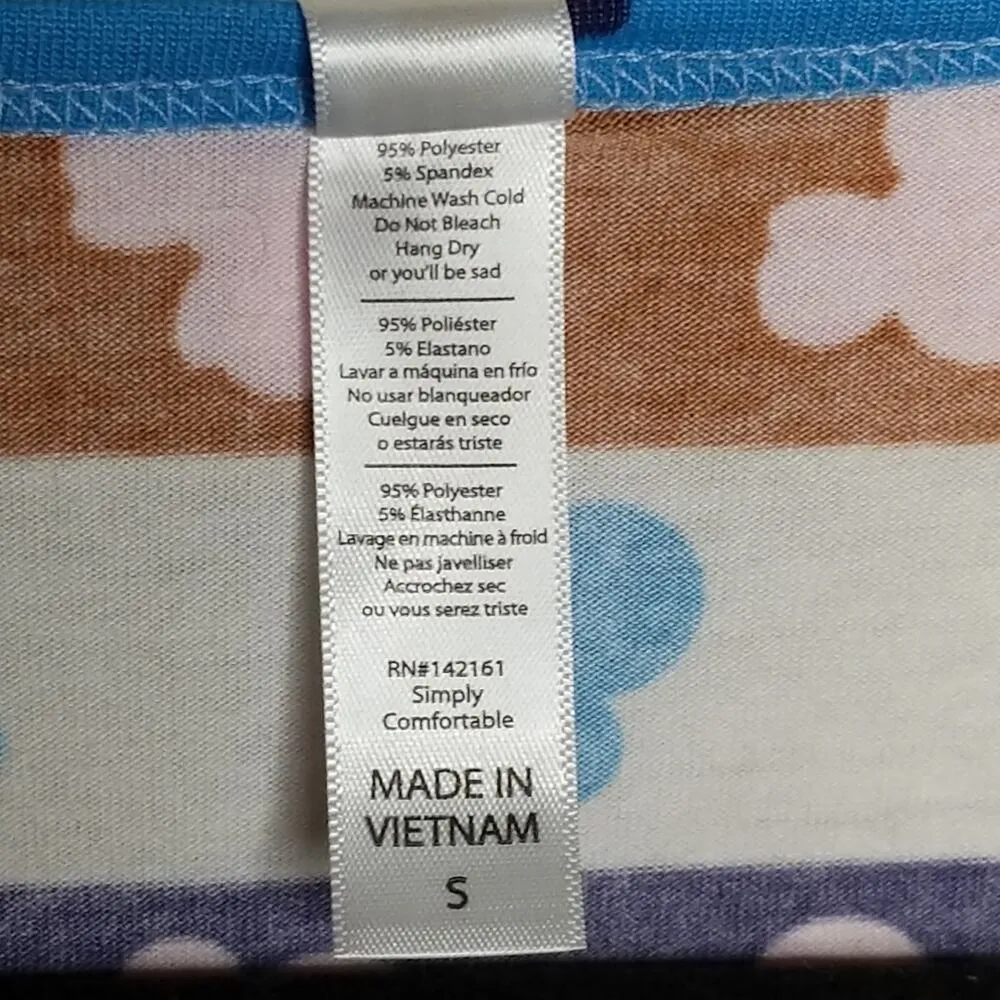 95% Polyester
5% Spandex
Machine Wash Cold
Do Not Bleach
Hang Dry
or you'll be sad
95% Poliéster
5% Elastano
Lavar a máquina en frío
No usar blanqueador
Cuelgue en seco
o estarás triste
95% Polyester
5% Élasthanne
Lavage en machine à froid
Ne pas javelliser
Accrochez sec
ou vous serez triste
RN#142161
Simply
Comfortable
MADE IN
VIETNAM
S